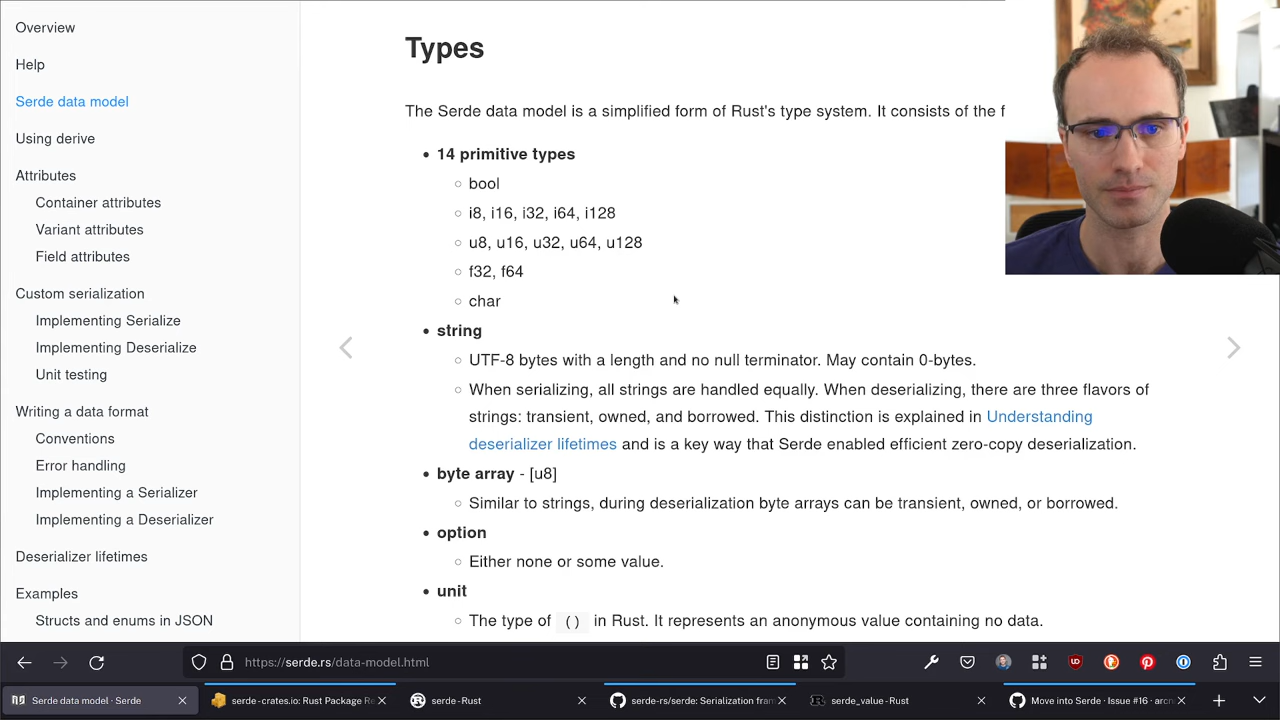 Overview
Help
Serde data model
Using derive
Attributes
Container attributes
Variant attributes
Field attributes
Custom serialization
Implementing Serialize
Implementing Deserialize
Unit testing
Writing a data format
Conventions
Error handling
Implementing a Serializer
Implementing a Deserializer
Deserializer lifetimes
Examples
Structs and enums in JSON
Types
The Serde data model is a simplified form of Rust's type system. It consists of the f
14 primitive types
bool
i8, i16, i32, i64, i128
u8, u16, u32, u64, u128
f32, f64
char
string
UTF-8 bytes with a length and no null terminator. May contain 0-bytes.
When serializing, all strings are handled equally. When deserializing, there are three flavors of
strings: transient, owned, and borrowed. This distinction is explained in Understanding
deserializer lifetimes and is a key way that Serde enabled efficient zero-copy deserialization.
byte array - [u8]
Similar to strings, during deserialization byte arrays can be transient, owned, or borrowed.
option
Either none or some value.
unit
The type of () in Rust. It represents an anonymous value containing no data.
https://serde.rs/data-model.html
Serde data model · Serde
serde - crates.io: Rust Package Re
serde - Rust
serde-rs/serde: Serialization fram
serde_value - Rust
Move into Serde · Issue #16 · arcn